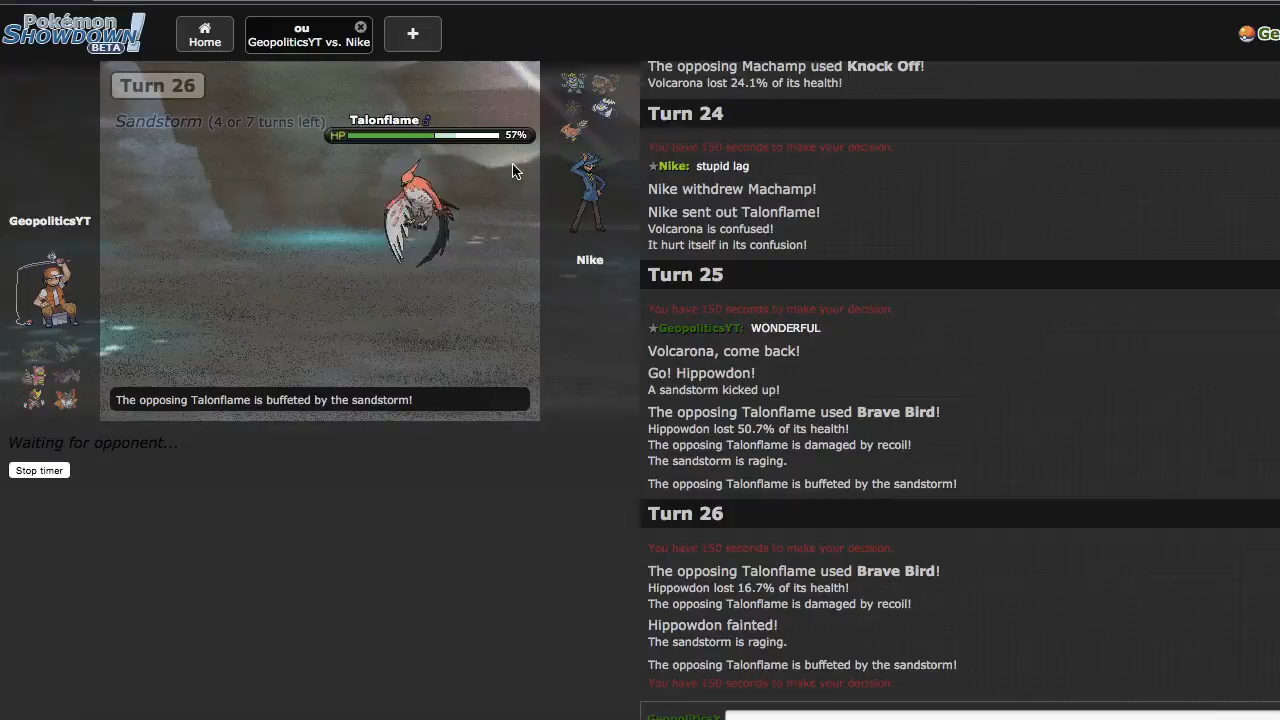 Pokémon
Showdown!
BETA
Home
ou
GeopoliticsYT vs. Nike
+
Ge
Turn 26
Sandstorm (4 or 7 turns left)
Talonflame ♂
HP
57%
GeopoliticsYT
Nike
The opposing Talonflame is buffeted by the sandstorm!
Waiting for opponent...
Stop timer
The opposing Machamp used Knock Off!
Volcarona lost 24.1% of its health!
Turn 24
You have 150 seconds to make your decision.
★Nike: stupid lag
Nike withdrew Machamp!
Nike sent out Talonflame!
Volcarona is confused!
It hurt itself in its confusion!
Turn 25
You have 150 seconds to make your decision.
★GeopoliticsYT: WONDERFUL
Volcarona, come back!
Go! Hippowdon!
A sandstorm kicked up!
The opposing Talonflame used Brave Bird!
Hippowdon lost 50.7% of its health!
The opposing Talonflame is damaged by recoil!
The sandstorm is raging.
The opposing Talonflame is buffeted by the sandstorm!
Turn 26
You have 150 seconds to make your decision.
The opposing Talonflame used Brave Bird!
Hippowdon lost 16.7% of its health!
The opposing Talonflame is damaged by recoil!
Hippowdon fainted!
The sandstorm is raging.
The opposing Talonflame is buffeted by the sandstorm!
You have 150 seconds to make your decision.
GeopoliticsY